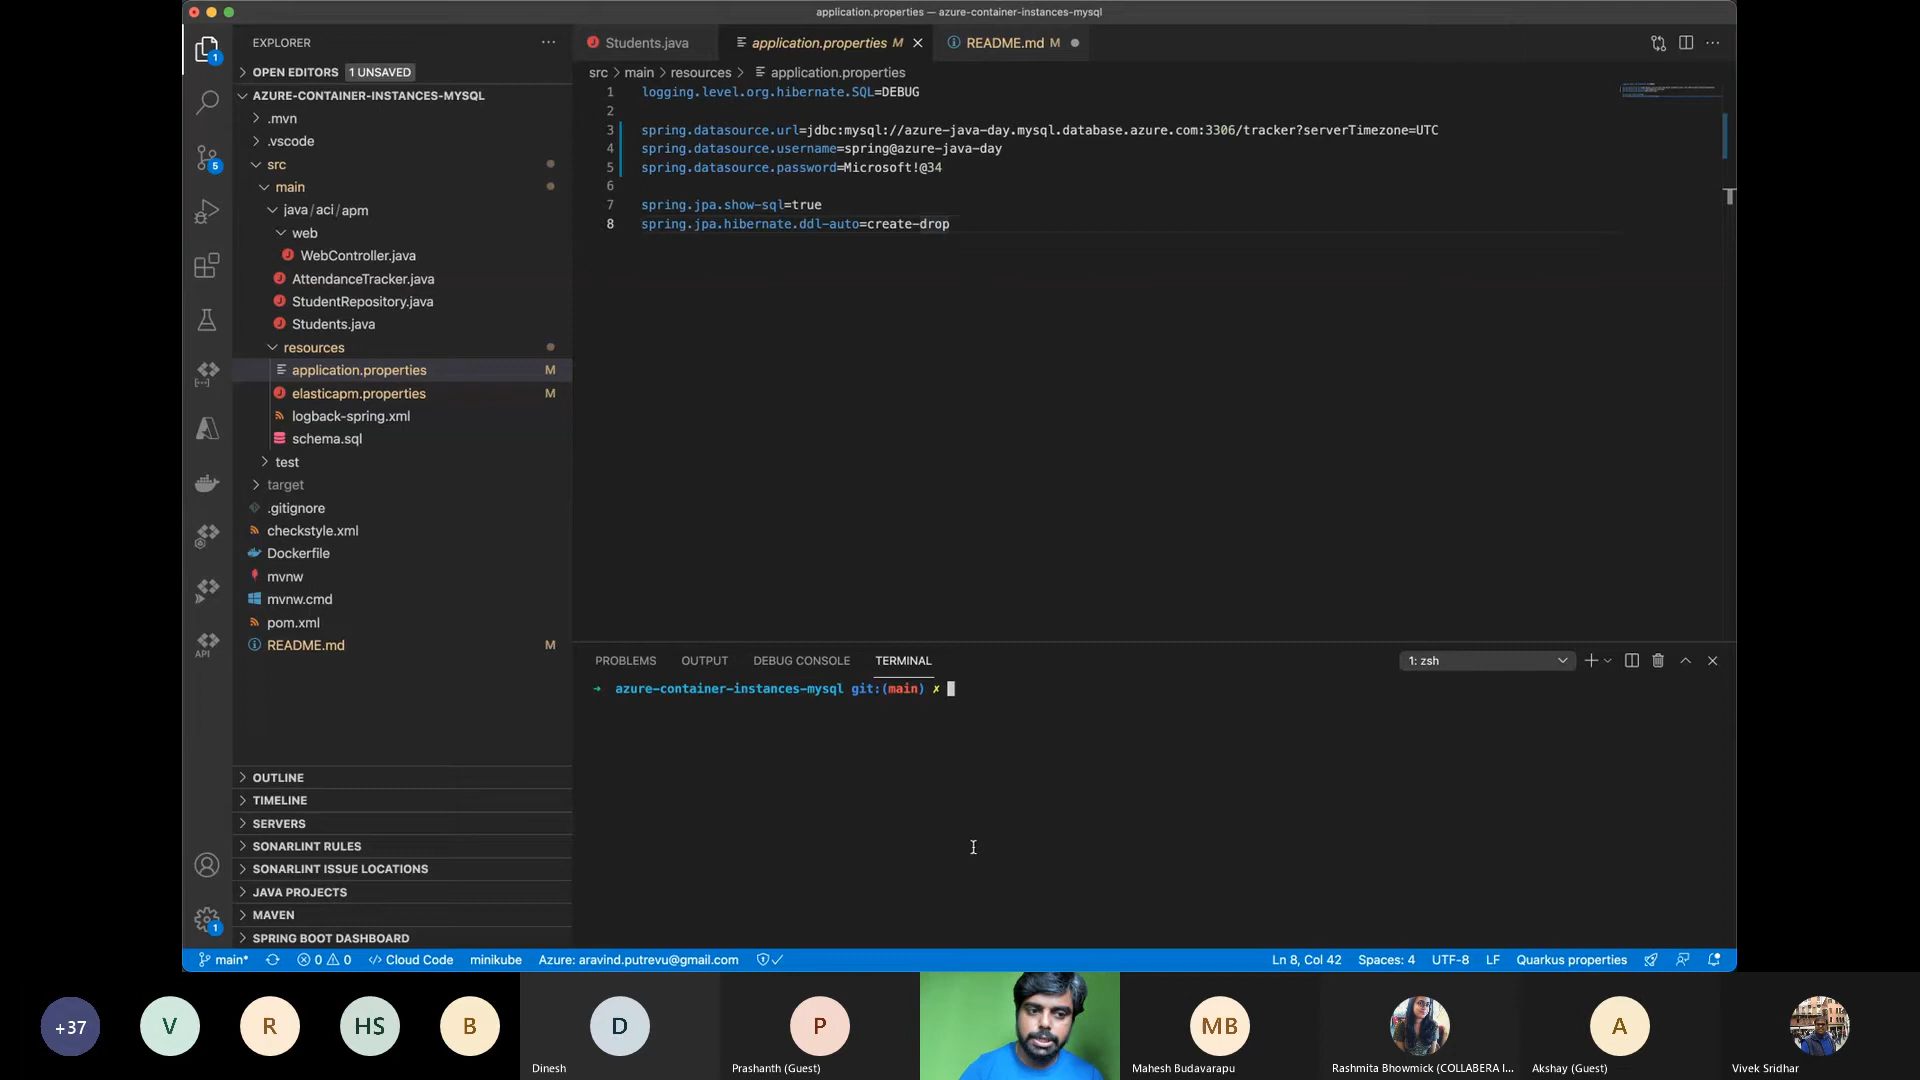 application.properties — azure-container-instances-mysql
EXPLORER
Students.java
application.properties M
README.md M
1
OPEN EDITORS 1 UNSAVED
src > main > resources > application.properties
AZURE-CONTAINER-INSTANCES-MYSQL
.mvn
.vscode
5
src
main
java/aci/apm
web
WebController.java
AttendanceTracker.java
StudentRepository.java
Students.java
resources
application.properties M
elasticapm.properties M
logback-spring.xml
schema.sql
test
target
.gitignore
checkstyle.xml
Dockerfile
mvnw
mvnw.cmd
pom.xml
README.md M
API
OUTLINE
TIMELINE
SERVERS
SONARLINT RULES
SONARLINT ISSUE LOCATIONS
JAVA PROJECTS
MAVEN
1
SPRING BOOT DASHBOARD
1 logging.level.org.hibernate.SQL=DEBUG
2
3 spring.datasource.url=jdbc:mysql://azure-java-day.mysql.database.azure.com:3306/tracker?serverTimezone=UTC
4 spring.datasource.username=spring@azure-java-day
5 spring.datasource.password=Microsoft!@34
6
7 spring.jpa.show-sql=true
8 spring.jpa.hibernate.ddl-auto=create-drop
PROBLEMS OUTPUT DEBUG CONSOLE TERMINAL 1: zsh
→ azure-container-instances-mysql git:(main) ✗
main* 0 0 Cloud Code minikube Azure: aravind.putrevu@gmail.com Ln 8, Col 42 Spaces: 4 UTF-8 LF Quarkus properties
+37 V R HS B D P MB A
Dinesh Prashanth (Guest) Mahesh Budavarapu Rashmita Bhowmick (COLLABERA I... Akshay (Guest) Vivek Sridhar